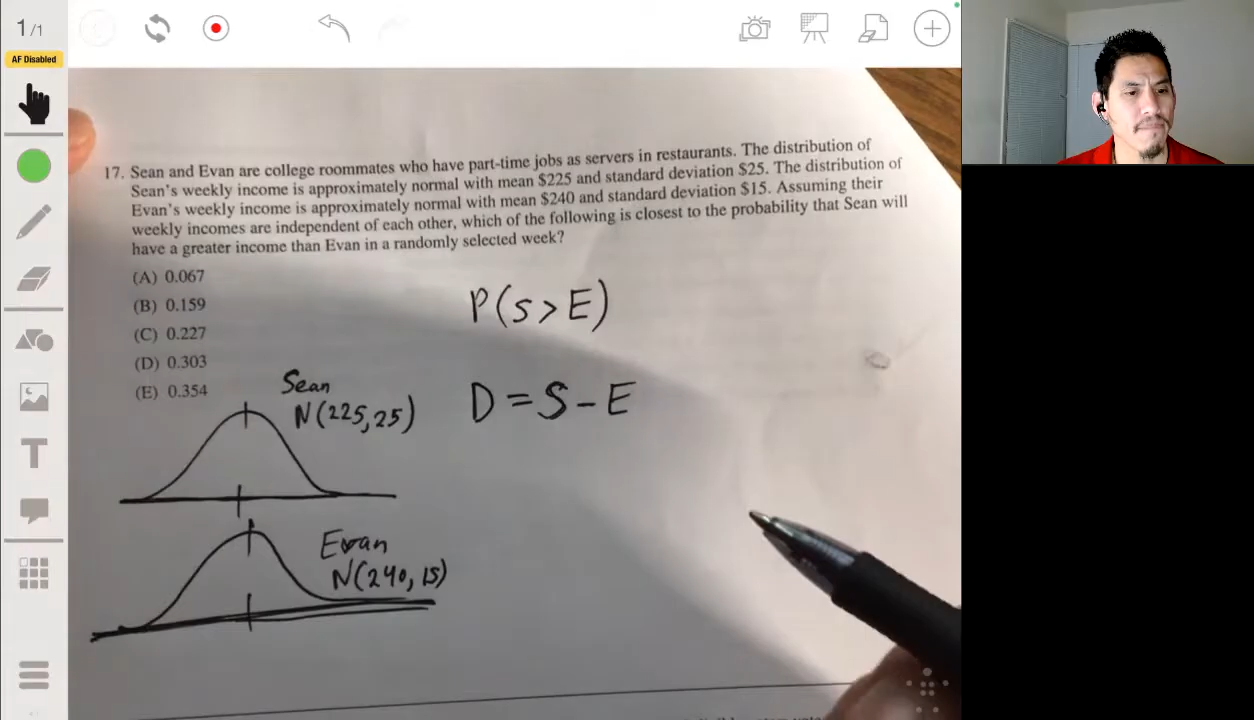 1/1
AF Disabled
17. Sean and Evan are college roommates who have part-time jobs as servers in restaurants. The distribution of
Sean's weekly income is approximately normal with mean $225 and standard deviation $25. The distribution of
Evan's weekly income is approximately normal with mean $240 and standard deviation $15. Assuming their
weekly incomes are independent of each other, which of the following is closest to the probability that Sean will
have a greater income than Evan in a randomly selected week?
(A) 0.067
(B) 0.159
(C) 0.227
(D) 0.303
(E) 0.354
P(S>E)
D = S - E
Sean
N(225,25)
Evan
N(240, 15)
T